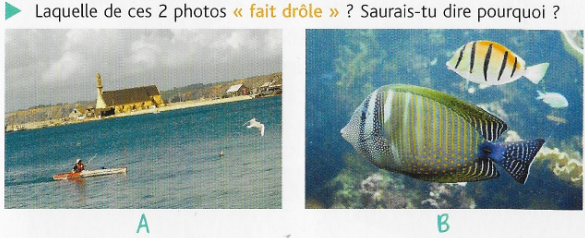 Laquelle de ces 2 photos « fait drôle » ? Saurais-tu dire pourquoi ?
A
B